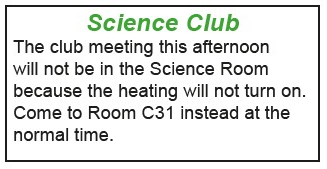 Science Club
The club meeting this afternoon
will not be in the Science Room
because the heating will not turn on.
Come to Room C31 instead at the
normal time.